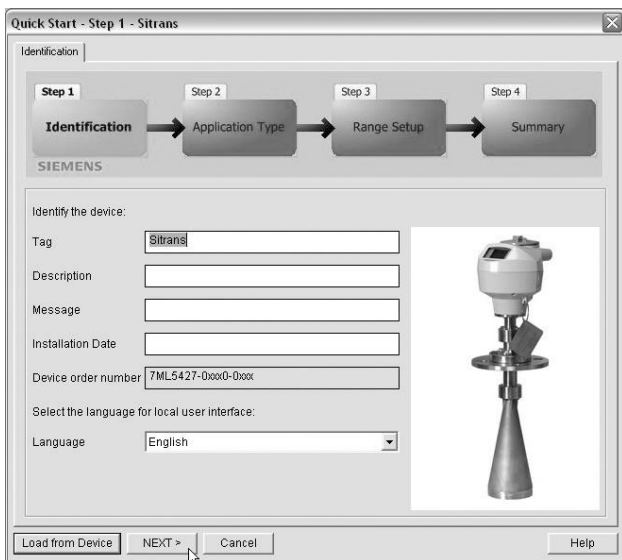 Quick Start - Step 1 - Sitrans
Identification
Step 1
Step 2
Step 3
Step 4
Identification
Application Type
Range Setup
Summary
SIEMENS
Identify the device:
Tag Sitrans
Description
Message
Installation Date
Device order number 7ML5427-0xxx0-0xxx
Select the language for local user interface:
Language English
Load from Device NEXT > Cancel Help